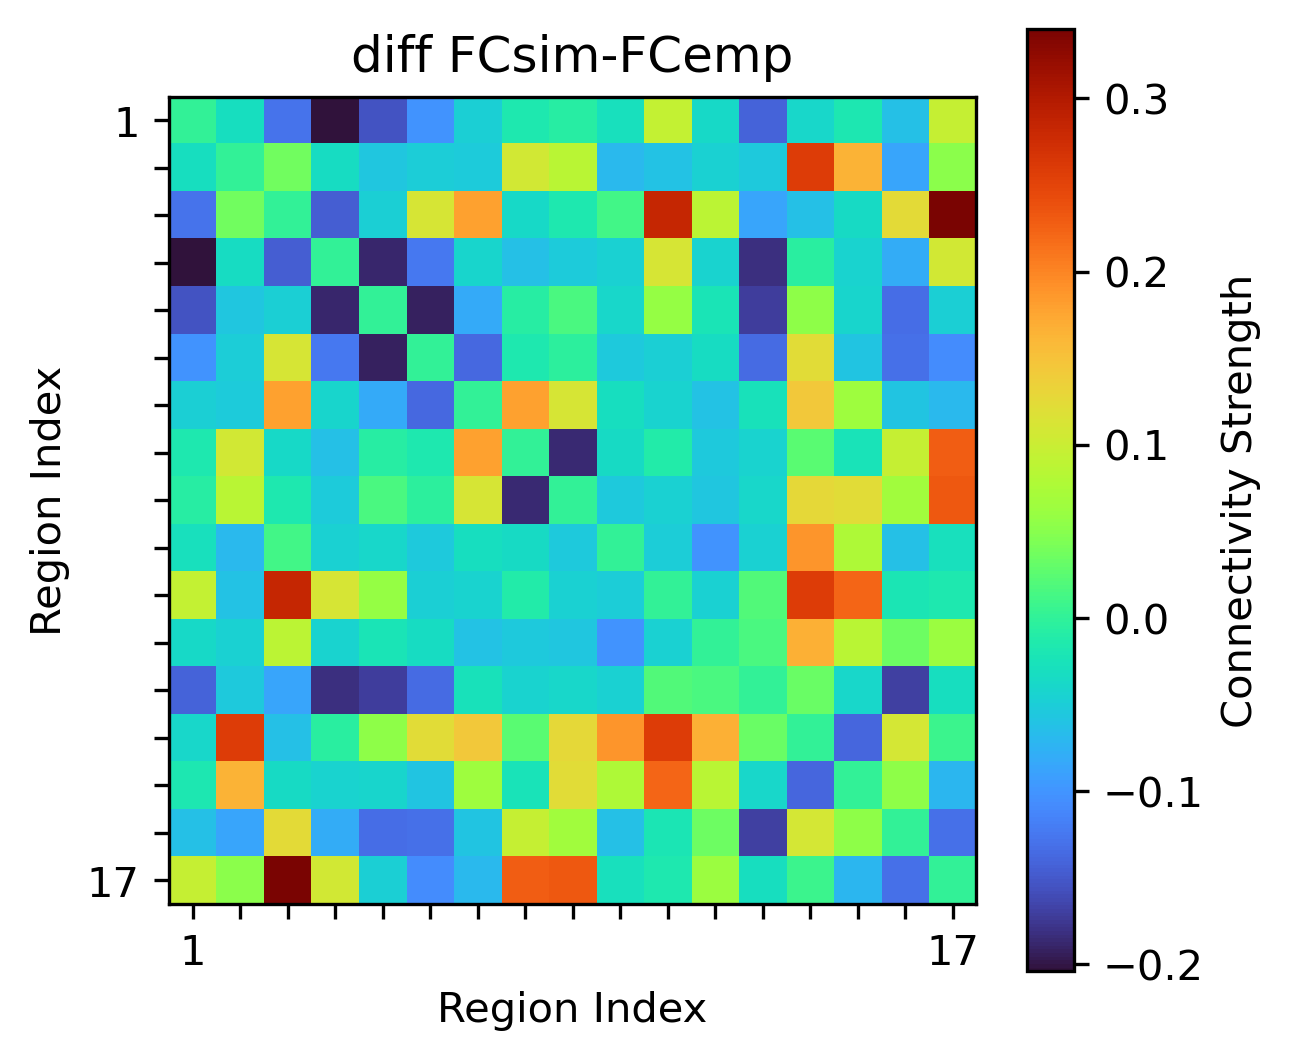 diff FCsim-FCemp
1
17
Region Index
1
17
Region Index
0.3
0.2
0.1
0.0
−0.1
−0.2
Connectivity Strength